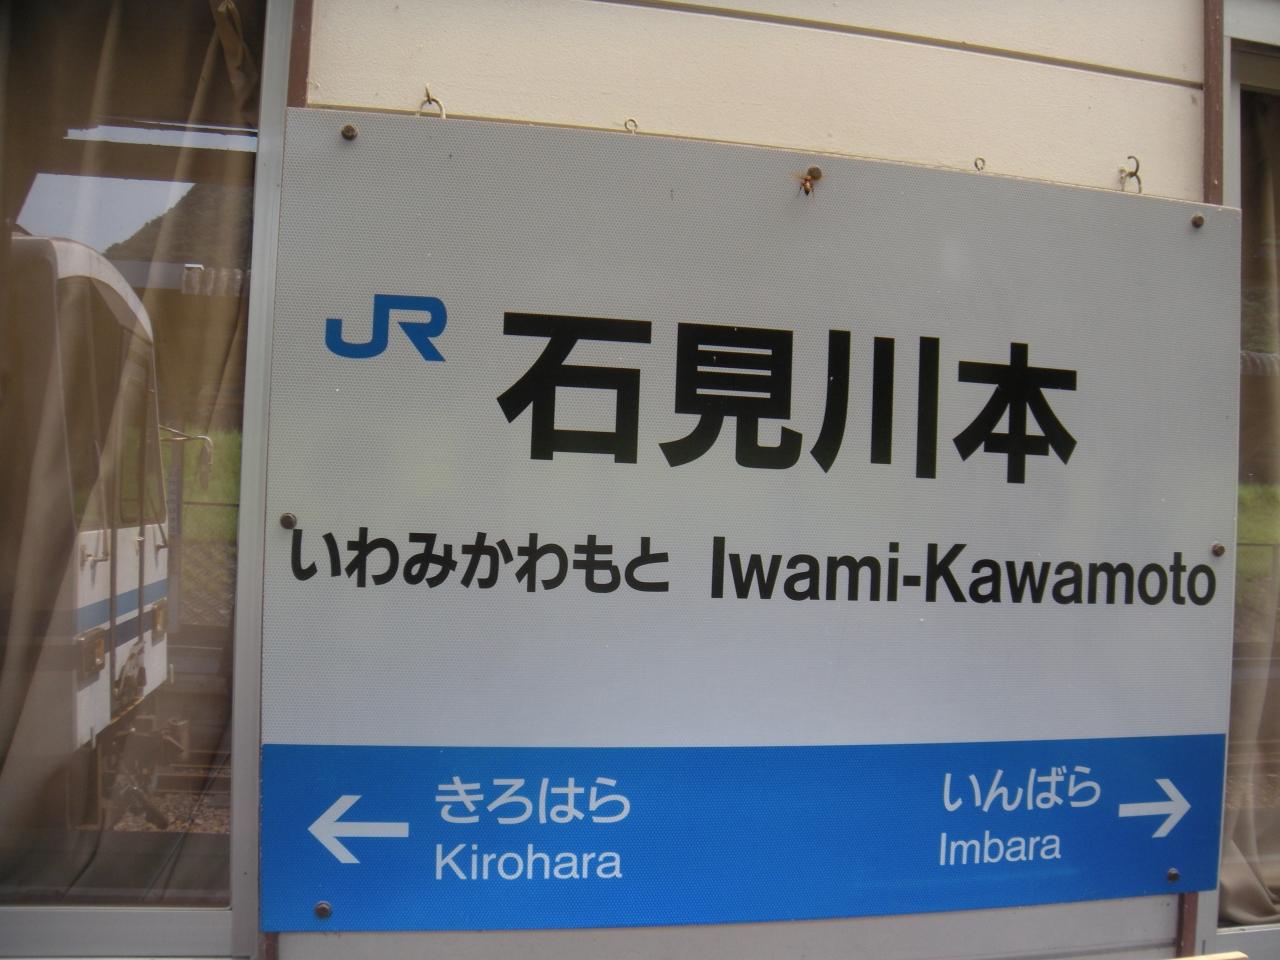 JR 石見川本
いわみかわもと Iwami-Kawamoto
← きろはら
Kirohara
いんばら →
Imbara